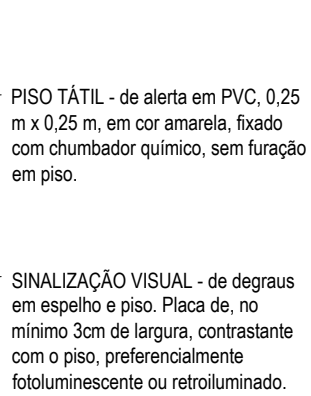 PISO TÁTIL - de alerta em PVC, 0,25
m x 0,25 m, em cor amarela, fixado
com chumbador químico, sem furação
em piso.
SINALIZAÇÃO VISUAL - de degraus
em espelho e piso. Placa de, no
mínimo 3cm de largura, contrastante
com o piso, preferencialmente
fotoluminescente ou retroiluminado.